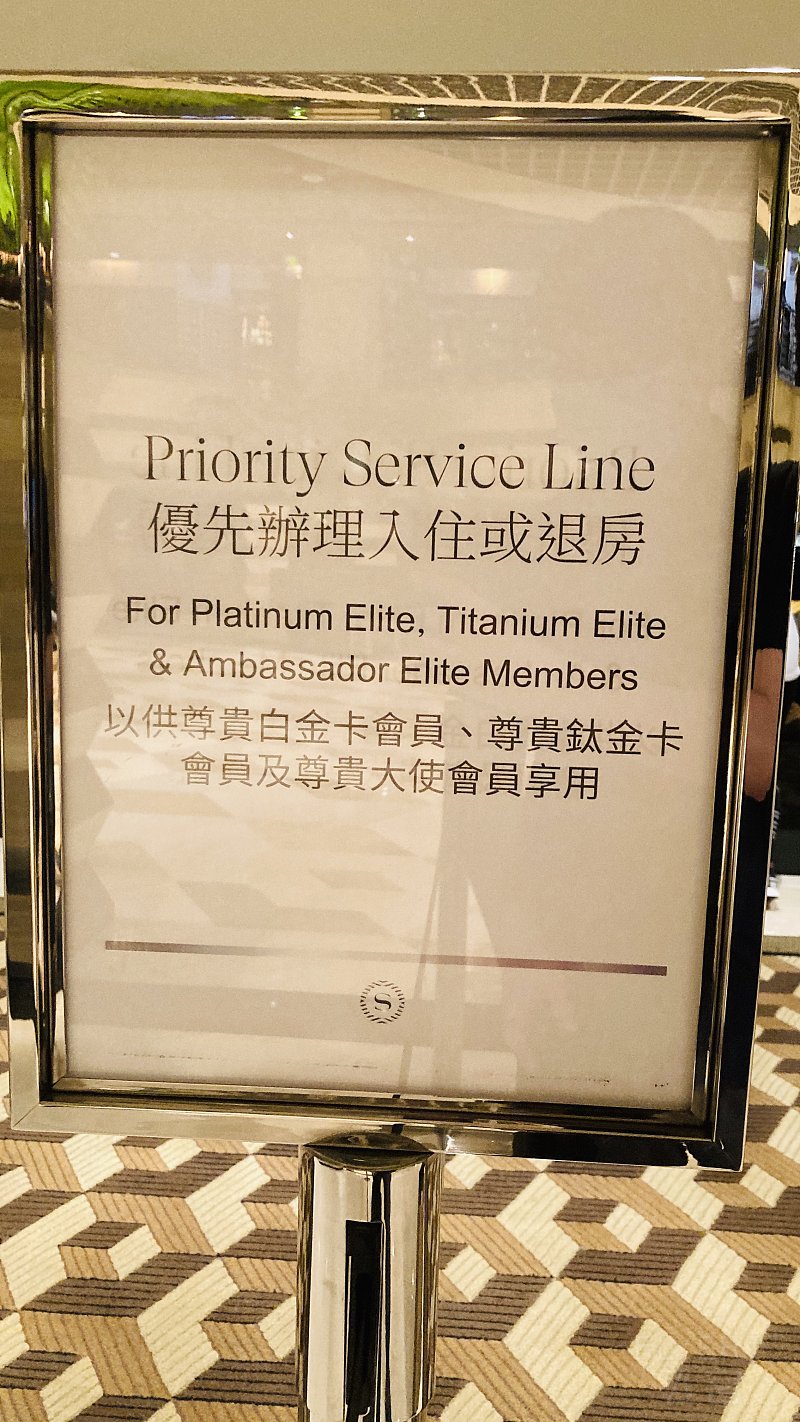 Priority Service Line
優先辦理入住或退房
For Platinum Elite, Titanium Elite
& Ambassador Elite Members
以供尊貴白金卡會員、尊貴鈦金卡
會員及尊貴大使會員享用
S